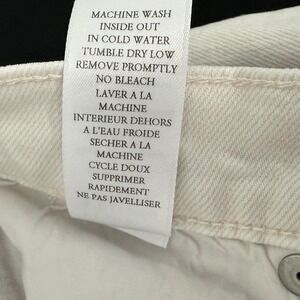 MACHINE WASH
INSIDE OUT
IN COLD WATER
TUMBLE DRY LOW
REMOVE PROMPTLY
NO BLEACH
LAVER A LA
MACHINE
INTERIEUR DEHORS
A L'EAU FROIDE
SECHER A LA
MACHINE
CYCLE DOUX
SUPPRIMER
RAPIDEMENT
NE PAS JAVELLISER